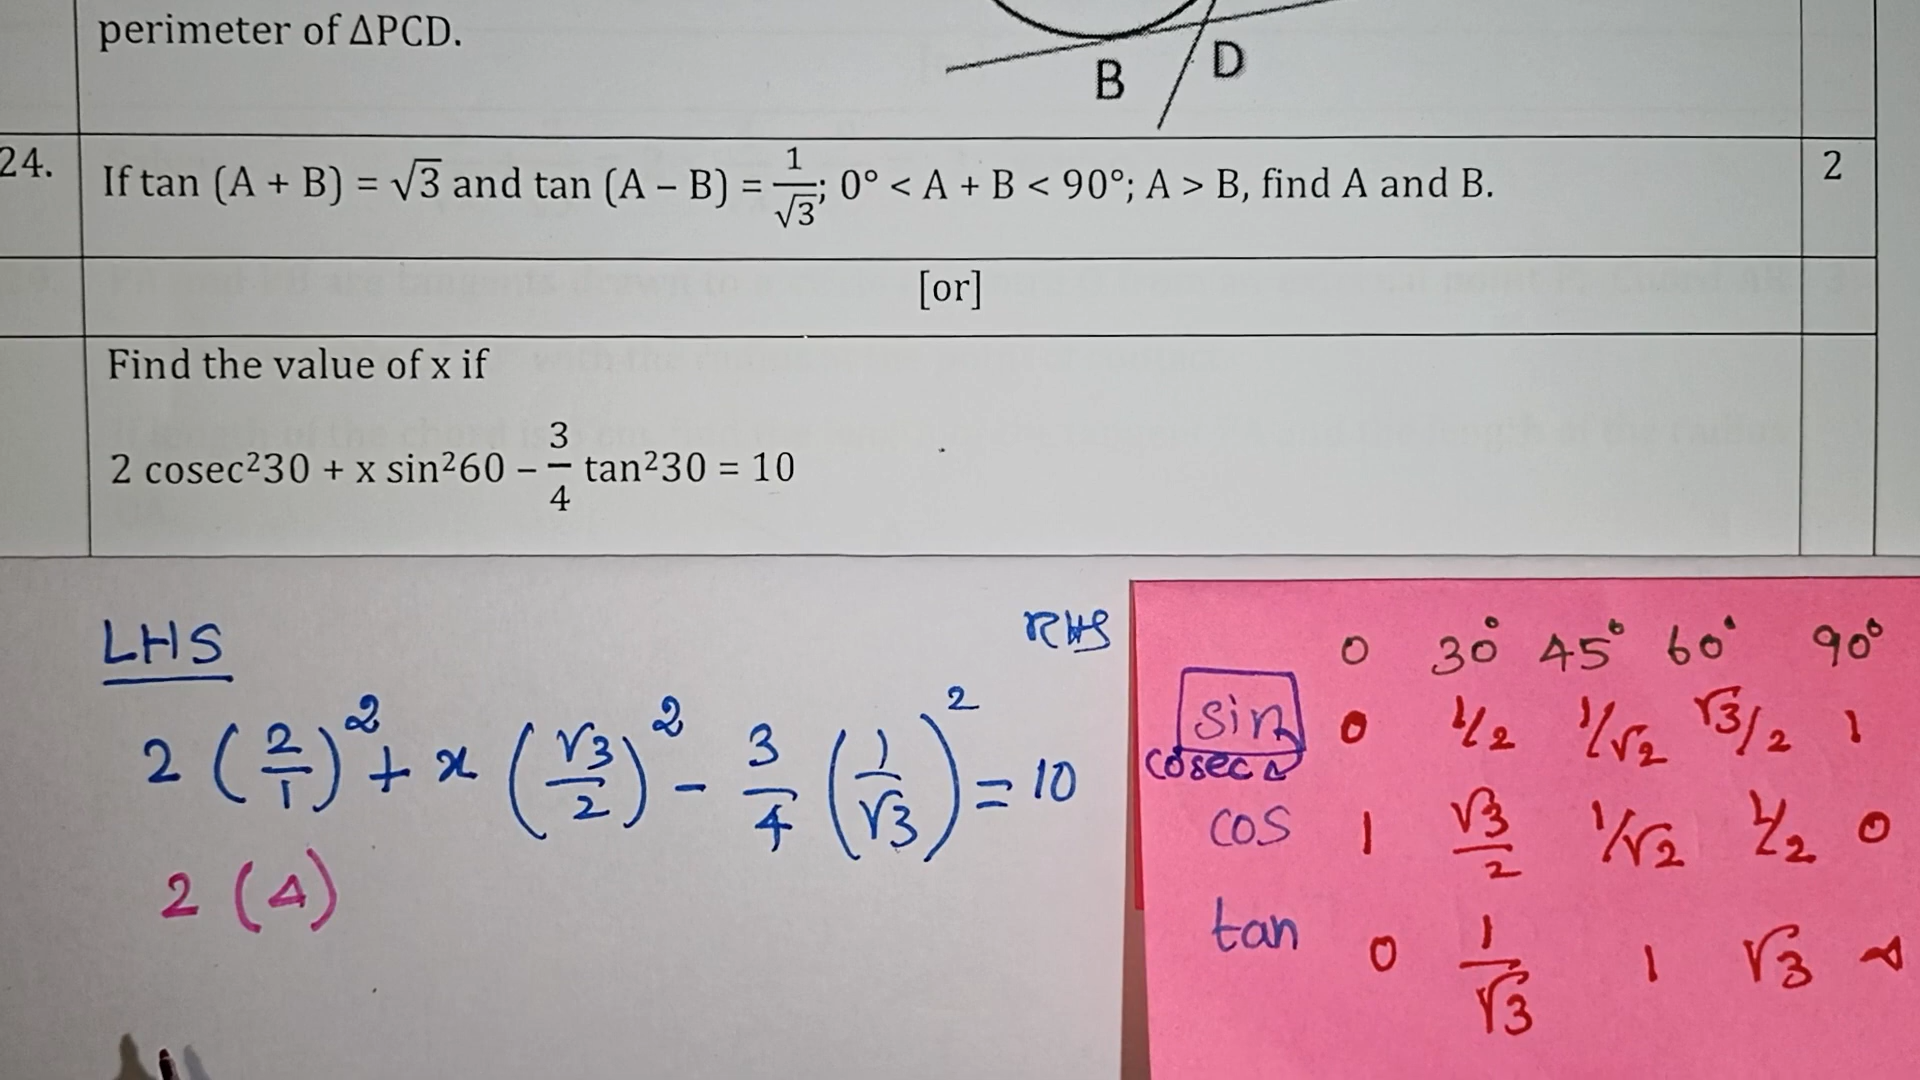 perimeter of ΔPCD.
B
D
24.
If tan (A + B) = √3 and tan (A – B) = 1/√3; 0° < A + B < 90°; A > B, find A and B.
2
[or]
Find the value of x if
2 cosec²30 + x sin²60 – 3/4 tan²30 = 10
LHS
RHS
2 (2/1)² + x (√3/2)² - 3/4 (1/√3)² = 10
2 (4)
0 30° 45° 60° 90°
sin 0 1/2 1/√2 √3/2 1
cosec
cos 1 √3/2 1/√2 1/2 0
tan 0 1/√3 1 √3